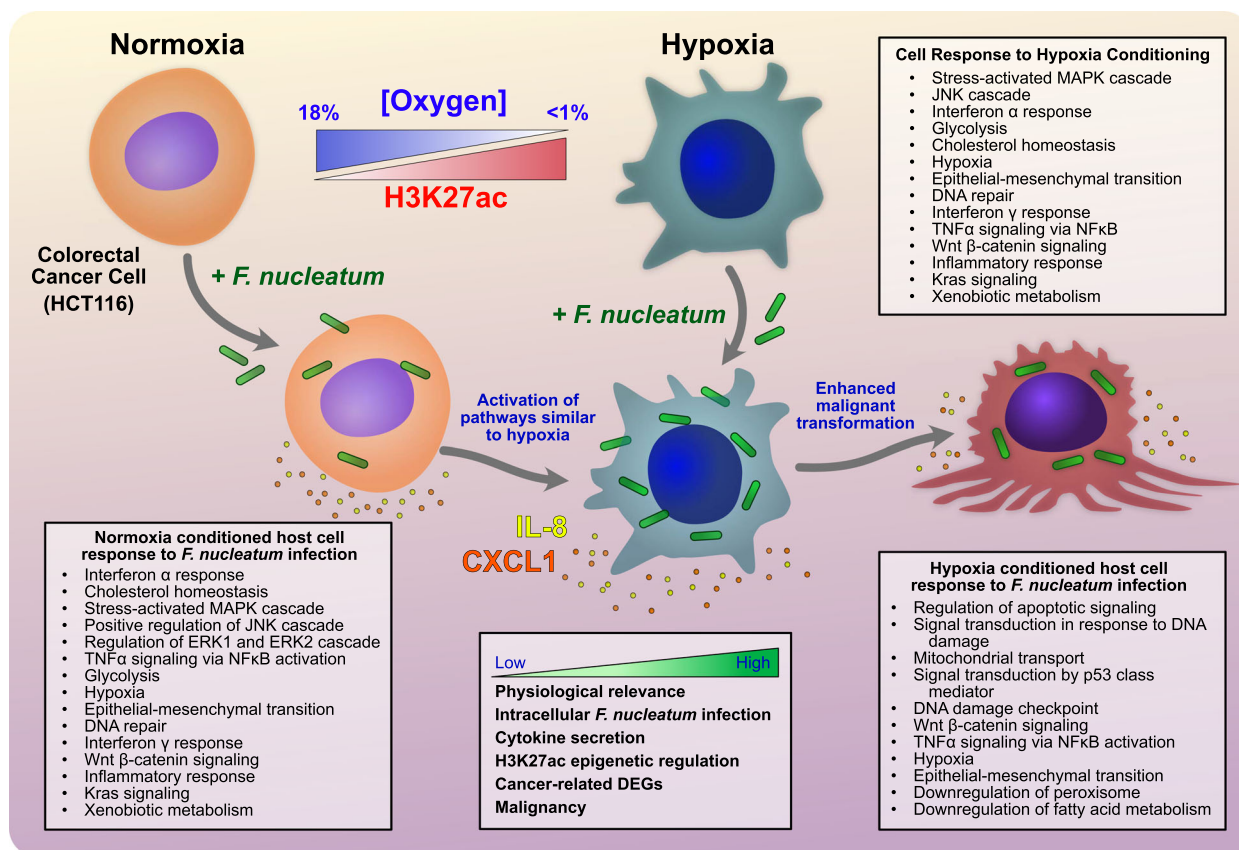 Normoxia
Hypoxia
[Oxygen]
18%
<1%
H3K27ac
Colorectal
Cancer Cell
(HCT116)
+ F. nucleatum
+ F. nucleatum
Cell Response to Hypoxia Conditioning
• Stress-activated MAPK cascade
• JNK cascade
• Interferon α response
• Glycolysis
• Cholesterol homeostasis
• Hypoxia
• Epithelial-mesenchymal transition
• DNA repair
• Interferon γ response
• TNFα signaling via NFκB
• Wnt β-catenin signaling
• Inflammatory response
• Kras signaling
• Xenobiotic metabolism
Activation of
pathways similar
to hypoxia
Enhanced
malignant
transformation
IL-8
CXCL1
Normoxia conditioned host cell
response to F. nucleatum infection
• Interferon α response
• Cholesterol homeostasis
• Stress-activated MAPK cascade
• Positive regulation of JNK cascade
• Regulation of ERK1 and ERK2 cascade
• TNFα signaling via NFκB activation
• Glycolysis
• Hypoxia
• Epithelial-mesenchymal transition
• DNA repair
• Interferon γ response
• Wnt β-catenin signaling
• Inflammatory response
• Kras signaling
• Xenobiotic metabolism
Low
High
Physiological relevance
Intracellular F. nucleatum infection
Cytokine secretion
H3K27ac epigenetic regulation
Cancer-related DEGs
Malignancy
Hypoxia conditioned host cell
response to F. nucleatum infection
• Regulation of apoptotic signaling
• Signal transduction in response to DNA
damage
• Mitochondrial transport
• Signal transduction by p53 class
mediator
• DNA damage checkpoint
• Wnt β-catenin signaling
• TNFα signaling via NFκB activation
• Hypoxia
• Epithelial-mesenchymal transition
• Downregulation of peroxisome
• Downregulation of fatty acid metabolism